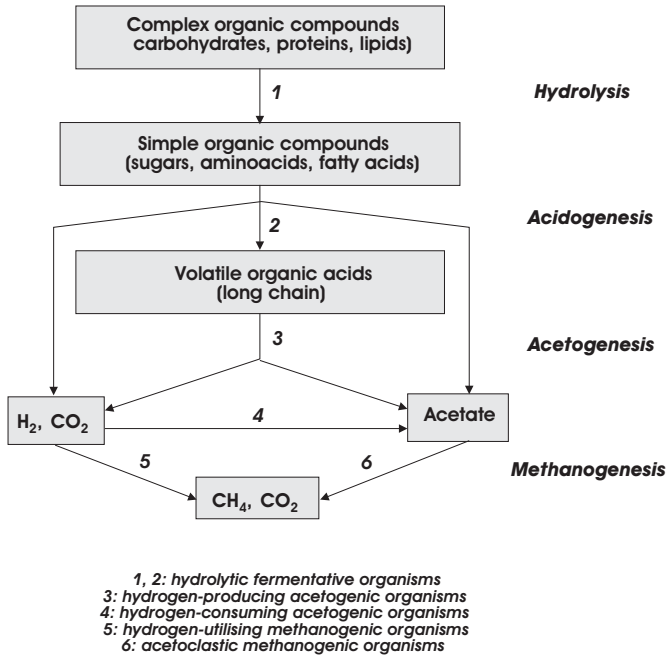 Complex organic compounds
carbohydrates, proteins, lipids)
1
Hydrolysis
Simple organic compounds
(sugars, aminoacids, fatty acids)
2
Acidogenesis
Volatile organic acids
(long chain)
3
Acetogenesis
H₂, CO₂
4
Acetate
5
6
Methanogenesis
CH₄, CO₂
1, 2: hydrolytic fermentative organisms
3: hydrogen-producing acetogenic organisms
4: hydrogen-consuming acetogenic organisms
5: hydrogen-utilising methanogenic organisms
6: acetoclastic methanogenic organisms